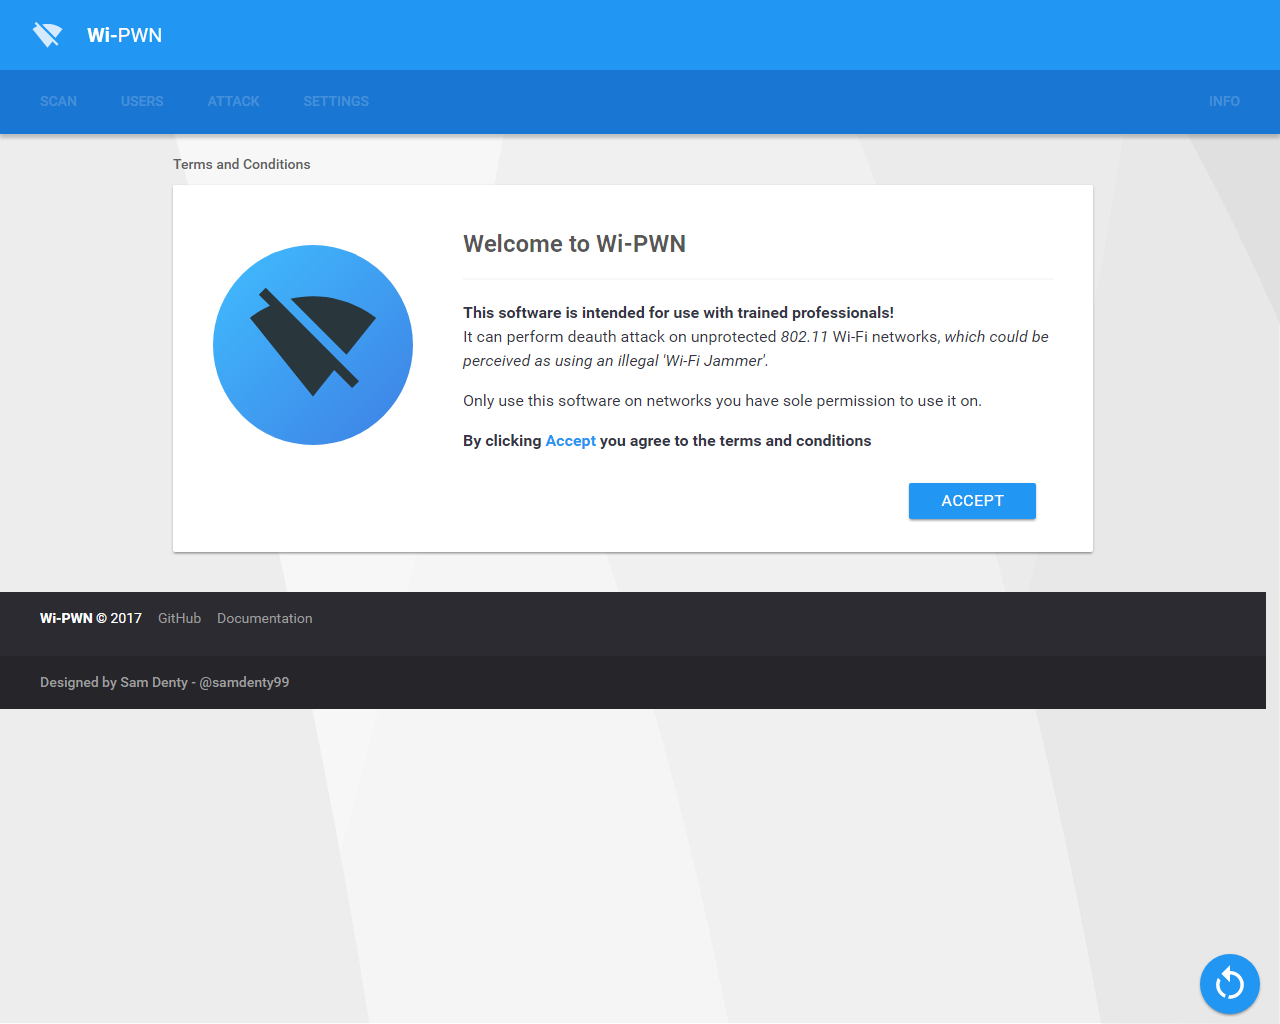 Wi-PWN
SCAN USERS ATTACK SETTINGS INFO
Terms and Conditions
Welcome to Wi-PWN
This software is intended for use with trained professionals!
It can perform deauth attack on unprotected 802.11 Wi-Fi networks, which could be
perceived as using an illegal 'Wi-Fi Jammer'.
Only use this software on networks you have sole permission to use it on.
By clicking Accept you agree to the terms and conditions
ACCEPT
Wi-PWN © 2017 GitHub Documentation
Designed by Sam Denty - @samdenty99